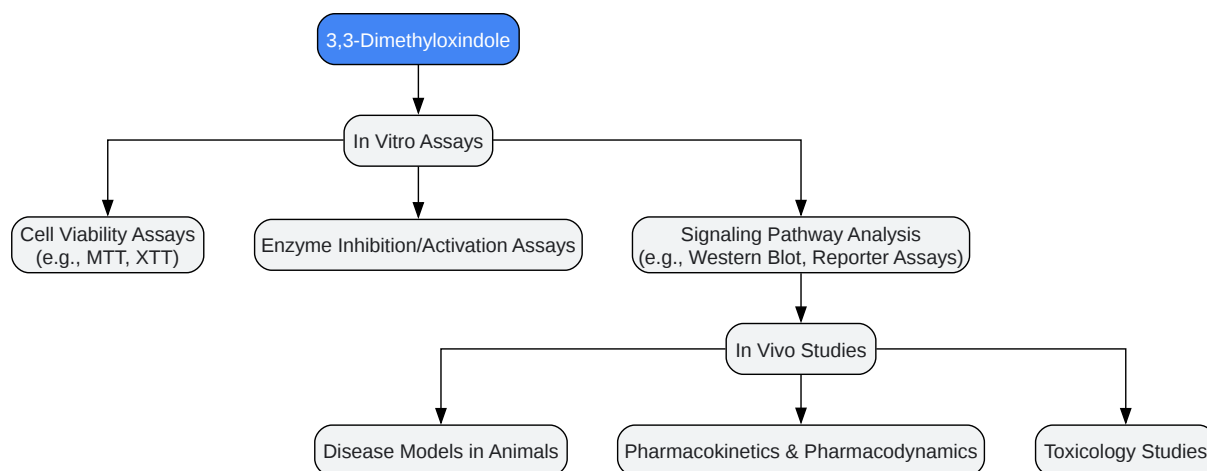 3,3-Dimethyloxindole
In Vitro Assays
Cell Viability Assays
(e.g., MTT, XTT)
Enzyme Inhibition/Activation Assays
Signaling Pathway Analysis
(e.g., Western Blot, Reporter Assays)
In Vivo Studies
Disease Models in Animals
Pharmacokinetics & Pharmacodynamics
Toxicology Studies